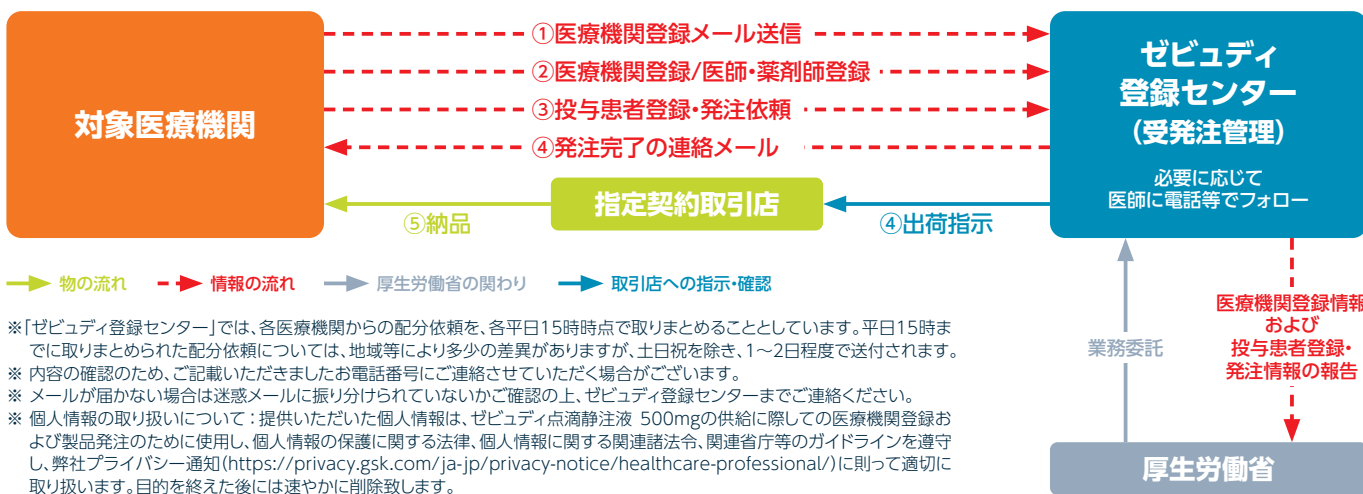 対象医療機関
①医療機関登録メール送信
②医療機関登録/医師・薬剤師登録
③投与患者登録・発注依頼
④発注完了の連絡メール
ゼビュディ
登録センター
(受発注管理)
必要に応じて
医師に電話等でフォロー
指定契約取引店
⑤納品
④出荷指示
物の流れ
情報の流れ
厚生労働省の関わり
取引店への指示・確認
※「ゼビュディ登録センター」では、各医療機関からの配分依頼を、各平日15時時点で取りまとめることとしています。平日15時ま
でに取りまとめられた配分依頼については、地域等により多少の差異がありますが、土日祝を除き、1〜2日程度で送付されます。
※ 内容の確認のため、ご記載いただきましたお電話番号にご連絡させていただく場合がございます。
※ メールが届かない場合は迷惑メールに振り分けられていないかご確認の上、ゼビュディ登録センターまでご連絡ください。
※ 個人情報の取り扱いについて：提供いただいた個人情報は、ゼビュディ点滴静注液 500mgの供給に際しての医療機関登録お
よび製品発注のために使用し、個人情報の保護に関する法律、個人情報に関する関連諸法令、関連省庁等のガイドラインを遵守
し、弊社プライバシー通知(https://privacy.gsk.com/ja-jp/privacy-notice/healthcare-professional/)に則って適切に
取り扱います。目的を終えた後には速やかに削除致します。
業務委託
医療機関登録情報
および
投与患者登録・
発注情報の報告
厚生労働省